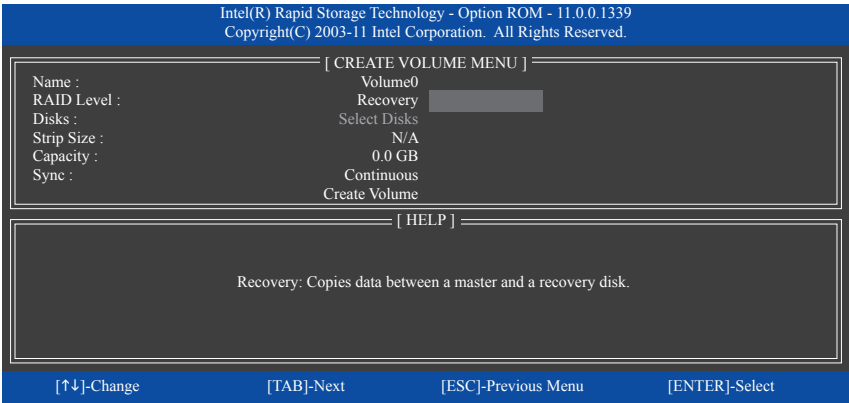 Intel(R) Rapid Storage Technology - Option ROM - 11.0.0.1339
Copyright(C) 2003-11 Intel Corporation. All Rights Reserved.
[ CREATE VOLUME MENU ]
Name : Volume0
RAID Level : Recovery
Disks : Select Disks
Strip Size : N/A
Capacity : 0.0 GB
Sync : Continuous
Create Volume
[ HELP ]
Recovery: Copies data between a master and a recovery disk.
[↑↓]-Change [TAB]-Next [ESC]-Previous Menu [ENTER]-Select